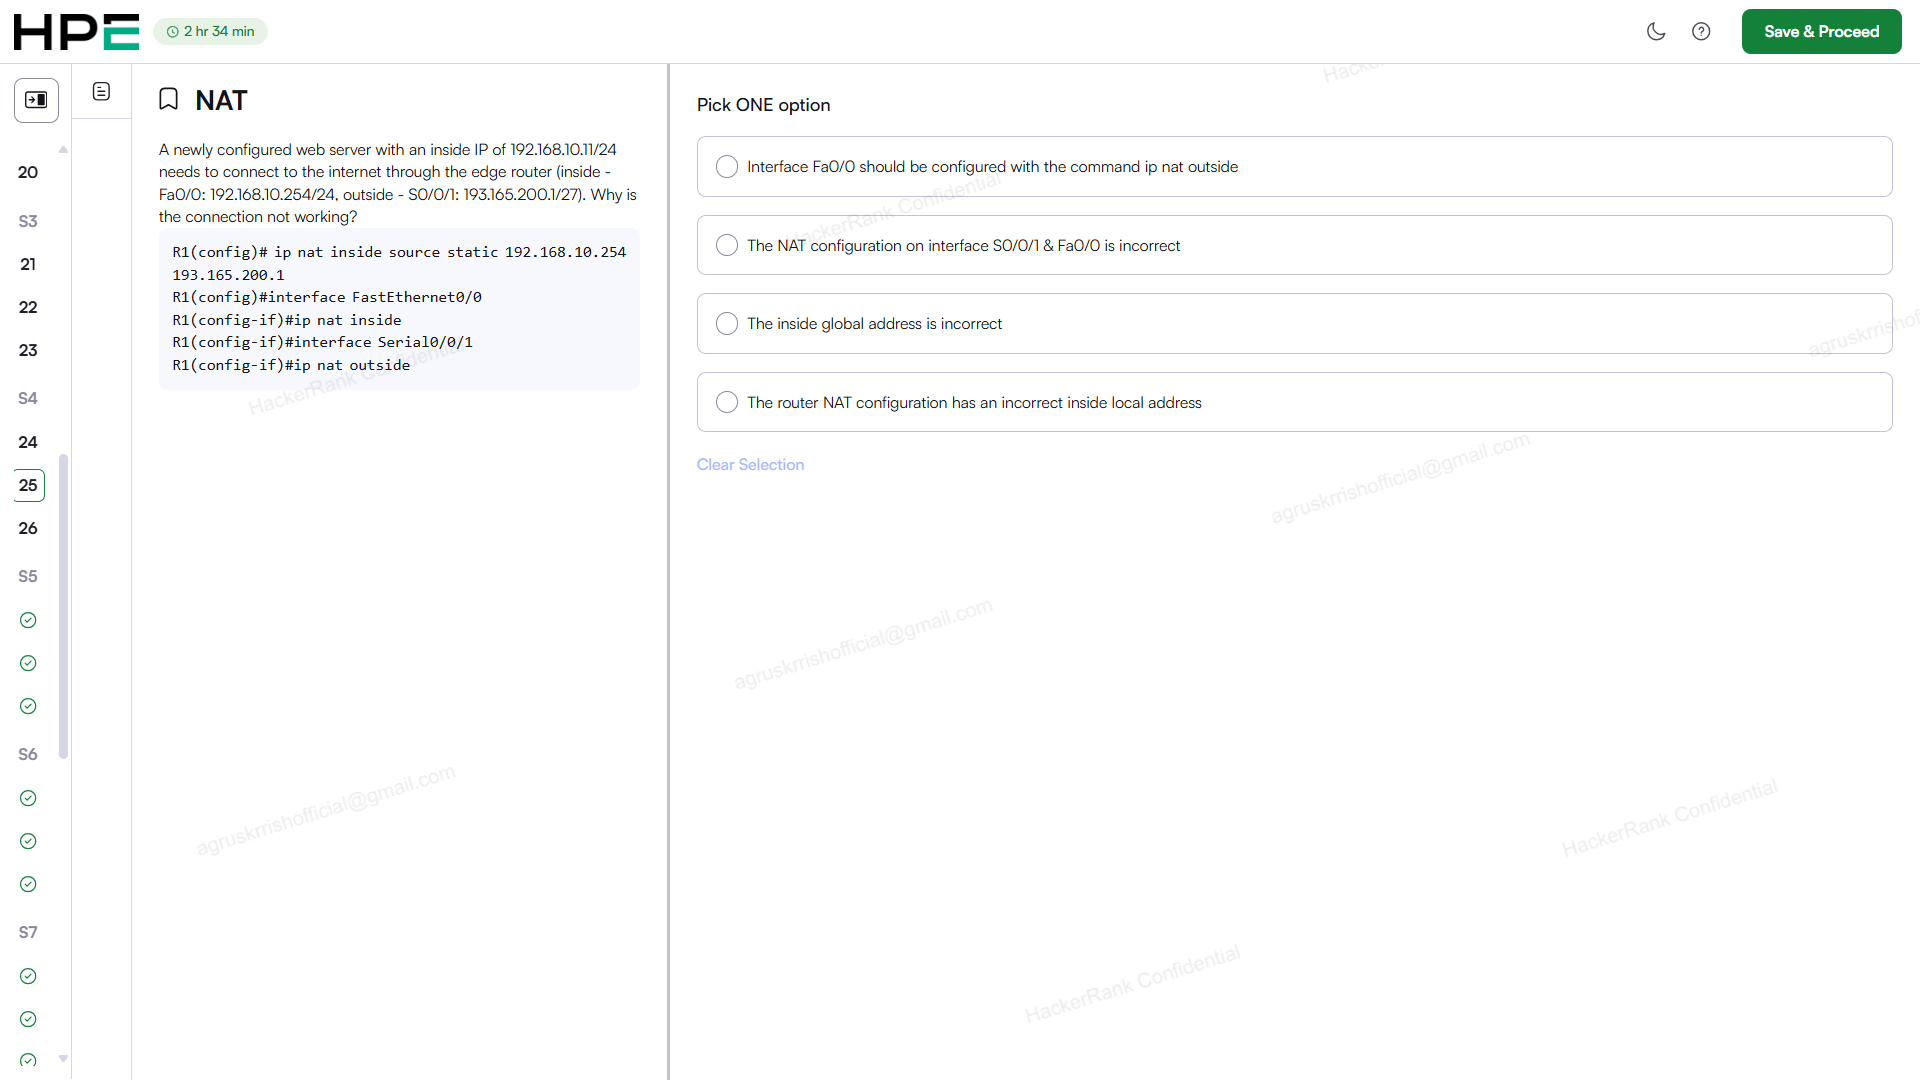 HPE
2 hr 34 min
Save & Proceed
20
S3
21
22
23
S4
24
25
26
S5
S6
S7
NAT
A newly configured web server with an inside IP of 192.168.10.11/24
needs to connect to the internet through the edge router (inside -
Fa0/0: 192.168.10.254/24, outside - S0/0/1: 193.165.200.1/27). Why is
the connection not working?
R1(config)# ip nat inside source static 192.168.10.254
193.165.200.1
R1(config)#interface FastEthernet0/0
R1(config-if)#ip nat inside
R1(config-if)#interface Serial0/0/1
R1(config-if)#ip nat outside
HackerRank Confidential
agruskrrishofficial@gmail.com
Pick ONE option
Interface Fa0/0 should be configured with the command ip nat outside
The NAT configuration on interface S0/0/1 & Fa0/0 is incorrect
The inside global address is incorrect
The router NAT configuration has an incorrect inside local address
Clear Selection
HackerRank Confidential
agruskrrishofficial@gmail.com
agruskrrishofficial@gmail.com
HackerRank Confidential
HackerRank Confidential